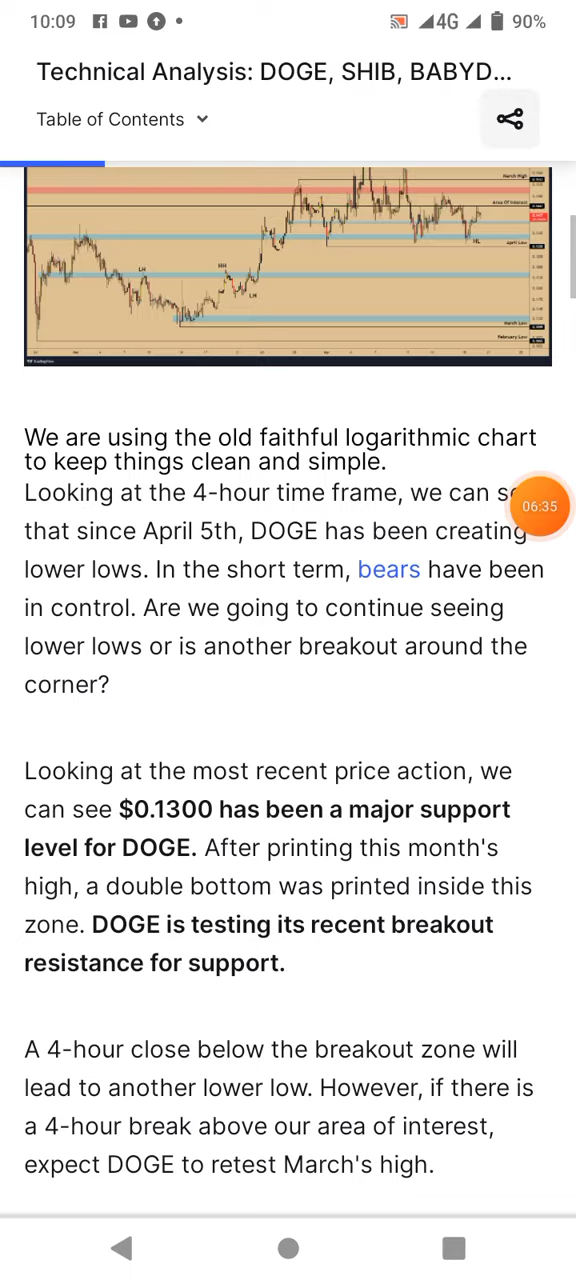 10:09
4G
90%
Technical Analysis: DOGE, SHIB, BABYD...
Table of Contents
March High
Area Of Interest
April Low
HL
LH
HH
LH
March Low
February Low
TradingView
We are using the old faithful logarithmic chart
to keep things clean and simple.
Looking at the 4-hour time frame, we can s
06:35
that since April 5th, DOGE has been creating
lower lows. In the short term, bears have been
in control. Are we going to continue seeing
lower lows or is another breakout around the
corner?
Looking at the most recent price action, we
can see $0.1300 has been a major support
level for DOGE. After printing this month's
high, a double bottom was printed inside this
zone. DOGE is testing its recent breakout
resistance for support.
A 4-hour close below the breakout zone will
lead to another lower low. However, if there is
a 4-hour break above our area of interest,
expect DOGE to retest March's high.